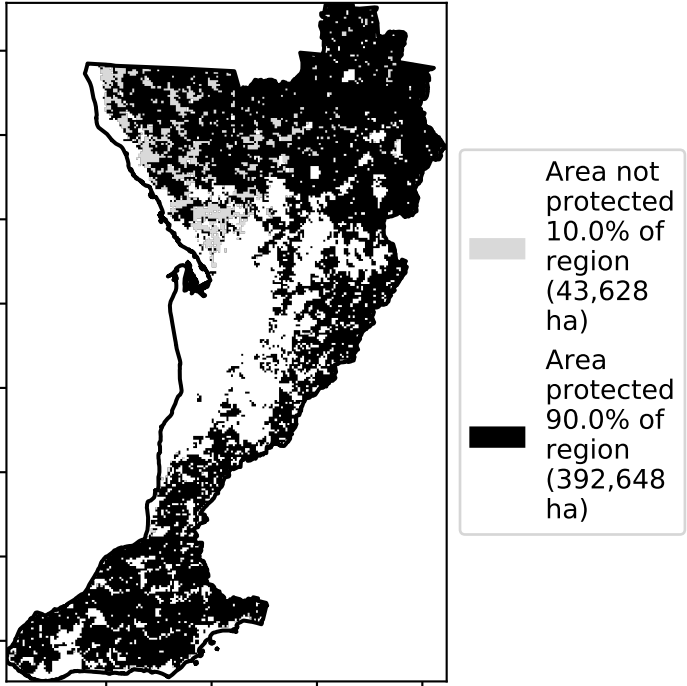 Area not
protected
10.0% of
region
(43,628
ha)
Area
protected
90.0% of
region
(392,648
ha)